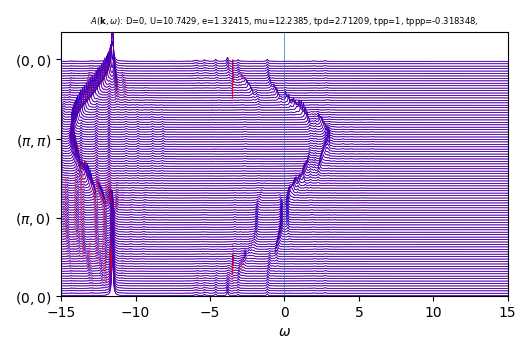 A(k, ω): D=0, U=10.7429, e=1.32415, mu=12.2385, tpd=2.71209, tpp=1, tppp=-0.318348,
(0, 0)
(π, π)
(π, 0)
(0, 0)
−15 −10 −5 0 5 10 15
ω